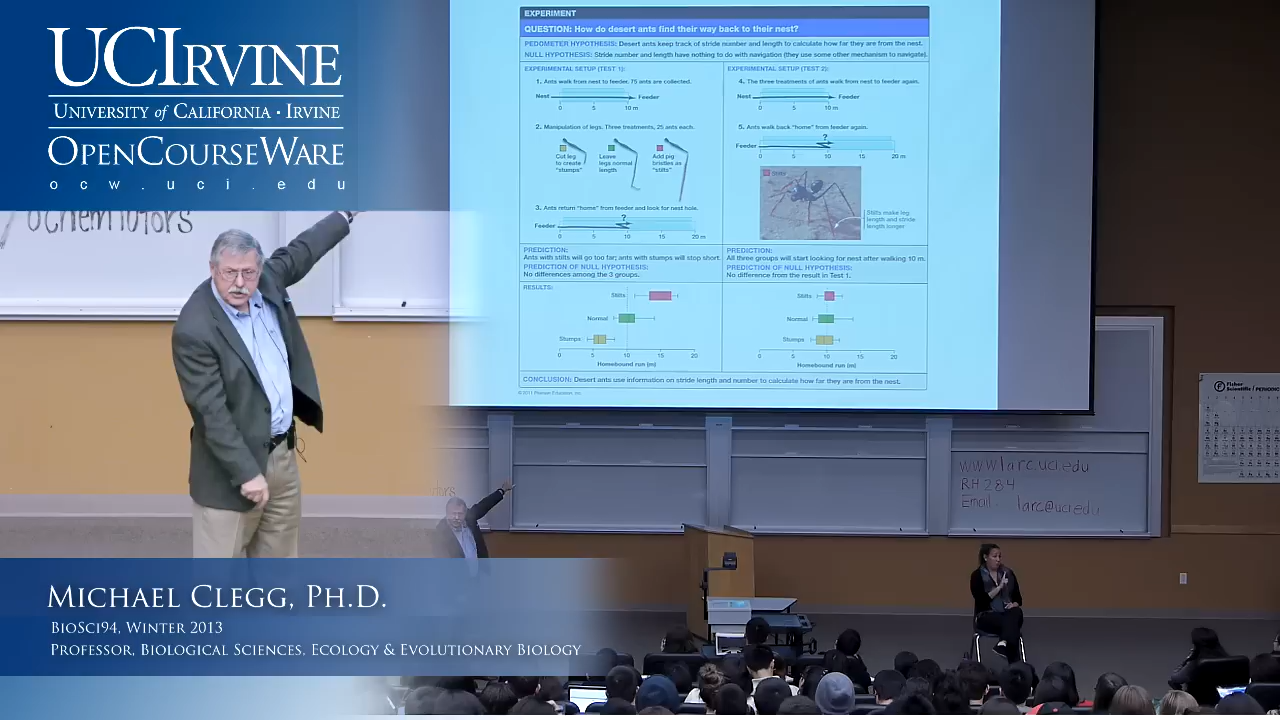 UCIRVINE
UNIVERSITY of CALIFORNIA · IRVINE
OPENCOURSEWARE
ocw.uci.edu
EXPERIMENT
QUESTION: How do desert ants find their way back to their nest?
PEDOMETER HYPOTHESIS: Desert ants keep track of stride number and length to calculate how far they are from the nest.
NULL HYPOTHESIS: Stride number and length have nothing to do with navigation (they use some other mechanism to navigate).
EXPERIMENTAL SETUP (TEST 1):
1. Ants walk from nest to feeder. 75 ants are collected.
Nest
Feeder
0 5 10 m
2. Manipulation of legs. Three treatments, 25 ants each.
Cut leg to create "stumps"
Leave legs normal length
Add pig bristles as "stilts"
3. Ants return "home" from feeder and look for nest hole.
?
Feeder
0 5 10 15 20 m
EXPERIMENTAL SETUP (TEST 2):
4. The three treatments of ants walk from nest to feeder again.
Nest
Feeder
0 5 10 m
5. Ants walk back "home" from feeder again.
?
Feeder
0 5 10 15 20 m
Stilts
Stilts make leg length and stride length longer
PREDICTION:
Ants with stilts will go too far; ants with stumps will stop short.
PREDICTION OF NULL HYPOTHESIS:
No differences among the 3 groups.
PREDICTION:
All three groups will start looking for nest after walking 10 m.
PREDICTION OF NULL HYPOTHESIS:
No difference from the result in Test 1.
RESULTS:
Stilts
Normal
Stumps
0 5 10 15 20
Homebound run (m)
Stilts
Normal
Stumps
0 5 10 15 20
Homebound run (m)
CONCLUSION: Desert ants use information on stride length and number to calculate how far they are from the nest.
© 2011 Pearson Education, Inc.
Fisher
Scientific
PERIODIC
www.larc.uci.edu
RH 284
Email larc@uci.edu
MICHAEL CLEGG, PH.D.
BIOSCI94, WINTER 2013
PROFESSOR, BIOLOGICAL SCIENCES, ECOLOGY & EVOLUTIONARY BIOLOGY